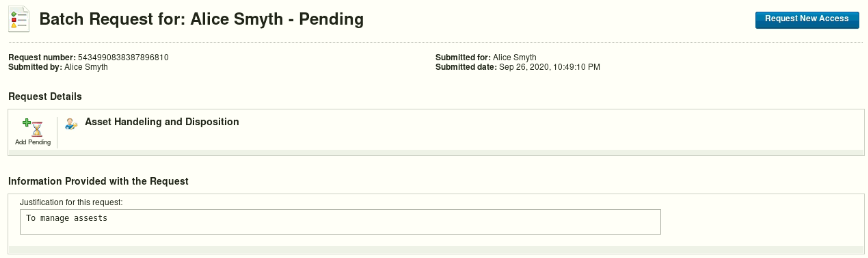 Batch Request for: Alice Smyth - Pending
Request New Access
Request number: 5434990838387896810
Submitted for: Alice Smyth
Submitted by: Alice Smyth
Submitted date: Sep 26, 2020, 10:49:10 PM
Request Details
Asset Handeling and Disposition
Add Pending
Information Provided with the Request
Justification for this request:
To manage assests